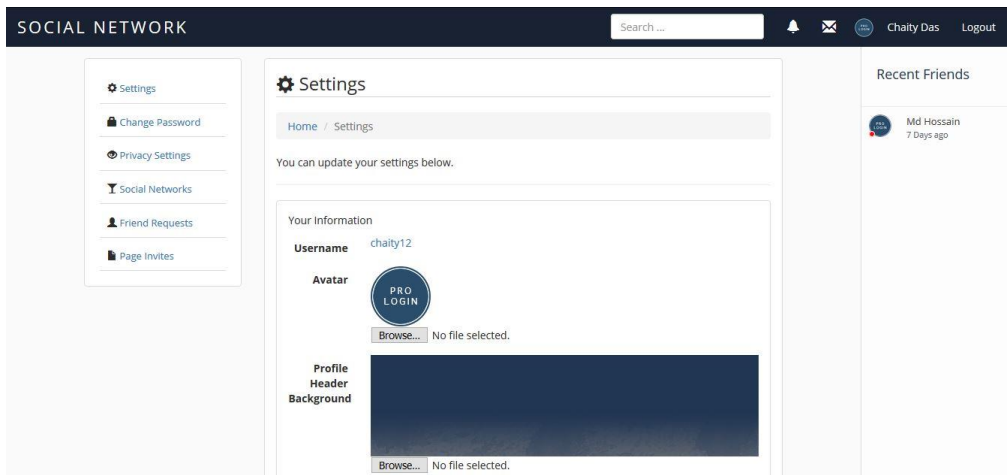 SOCIAL NETWORK
Search ...
Chaity Das
Logout
Settings
Change Password
Privacy Settings
Social Networks
Friend Requests
Page Invites
Settings
Home / Settings
You can update your settings below.
Your Information
Username chaity12
Avatar
PRO
LOGIN
Browse... No file selected.
Profile
Header
Background
Browse... No file selected.
Recent Friends
Md Hossain
7 Days ago